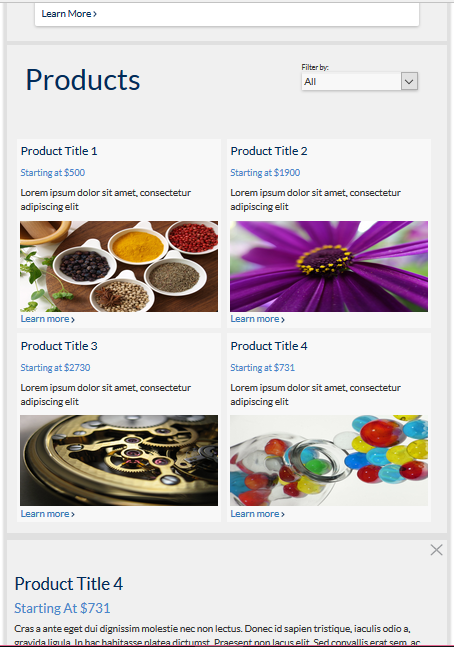 Learn More ›
Products
Filter by:
All
Product Title 1
Starting at $500
Lorem ipsum dolor sit amet, consectetur
adipiscing elit
Learn more ›
Product Title 2
Starting at $1900
Lorem ipsum dolor sit amet, consectetur
adipiscing elit
Learn more ›
Product Title 3
Starting at $2730
Lorem ipsum dolor sit amet, consectetur
adipiscing elit
Learn more ›
Product Title 4
Starting at $731
Lorem ipsum dolor sit amet, consectetur
adipiscing elit
Learn more ›
Product Title 4
Starting At $731
Cras a ante eget dui dignissim molestie nec non lectus. Donec id sapien tristique, iaculis odio a,
gravida ligula. In hac habitasse platea dictumst. Praesent non lacus elit. Sed convallis erat sem, ac